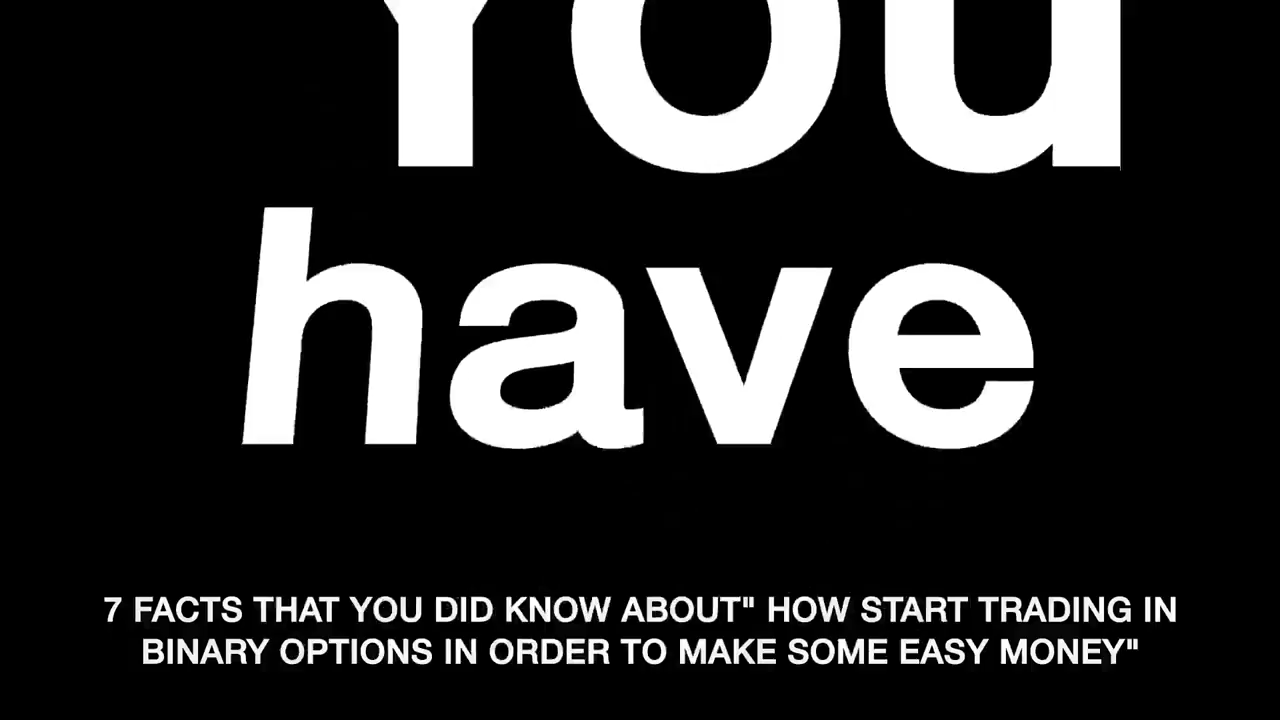 You
have
7 FACTS THAT YOU DID KNOW ABOUT" HOW START TRADING IN
BINARY OPTIONS IN ORDER TO MAKE SOME EASY MONEY"